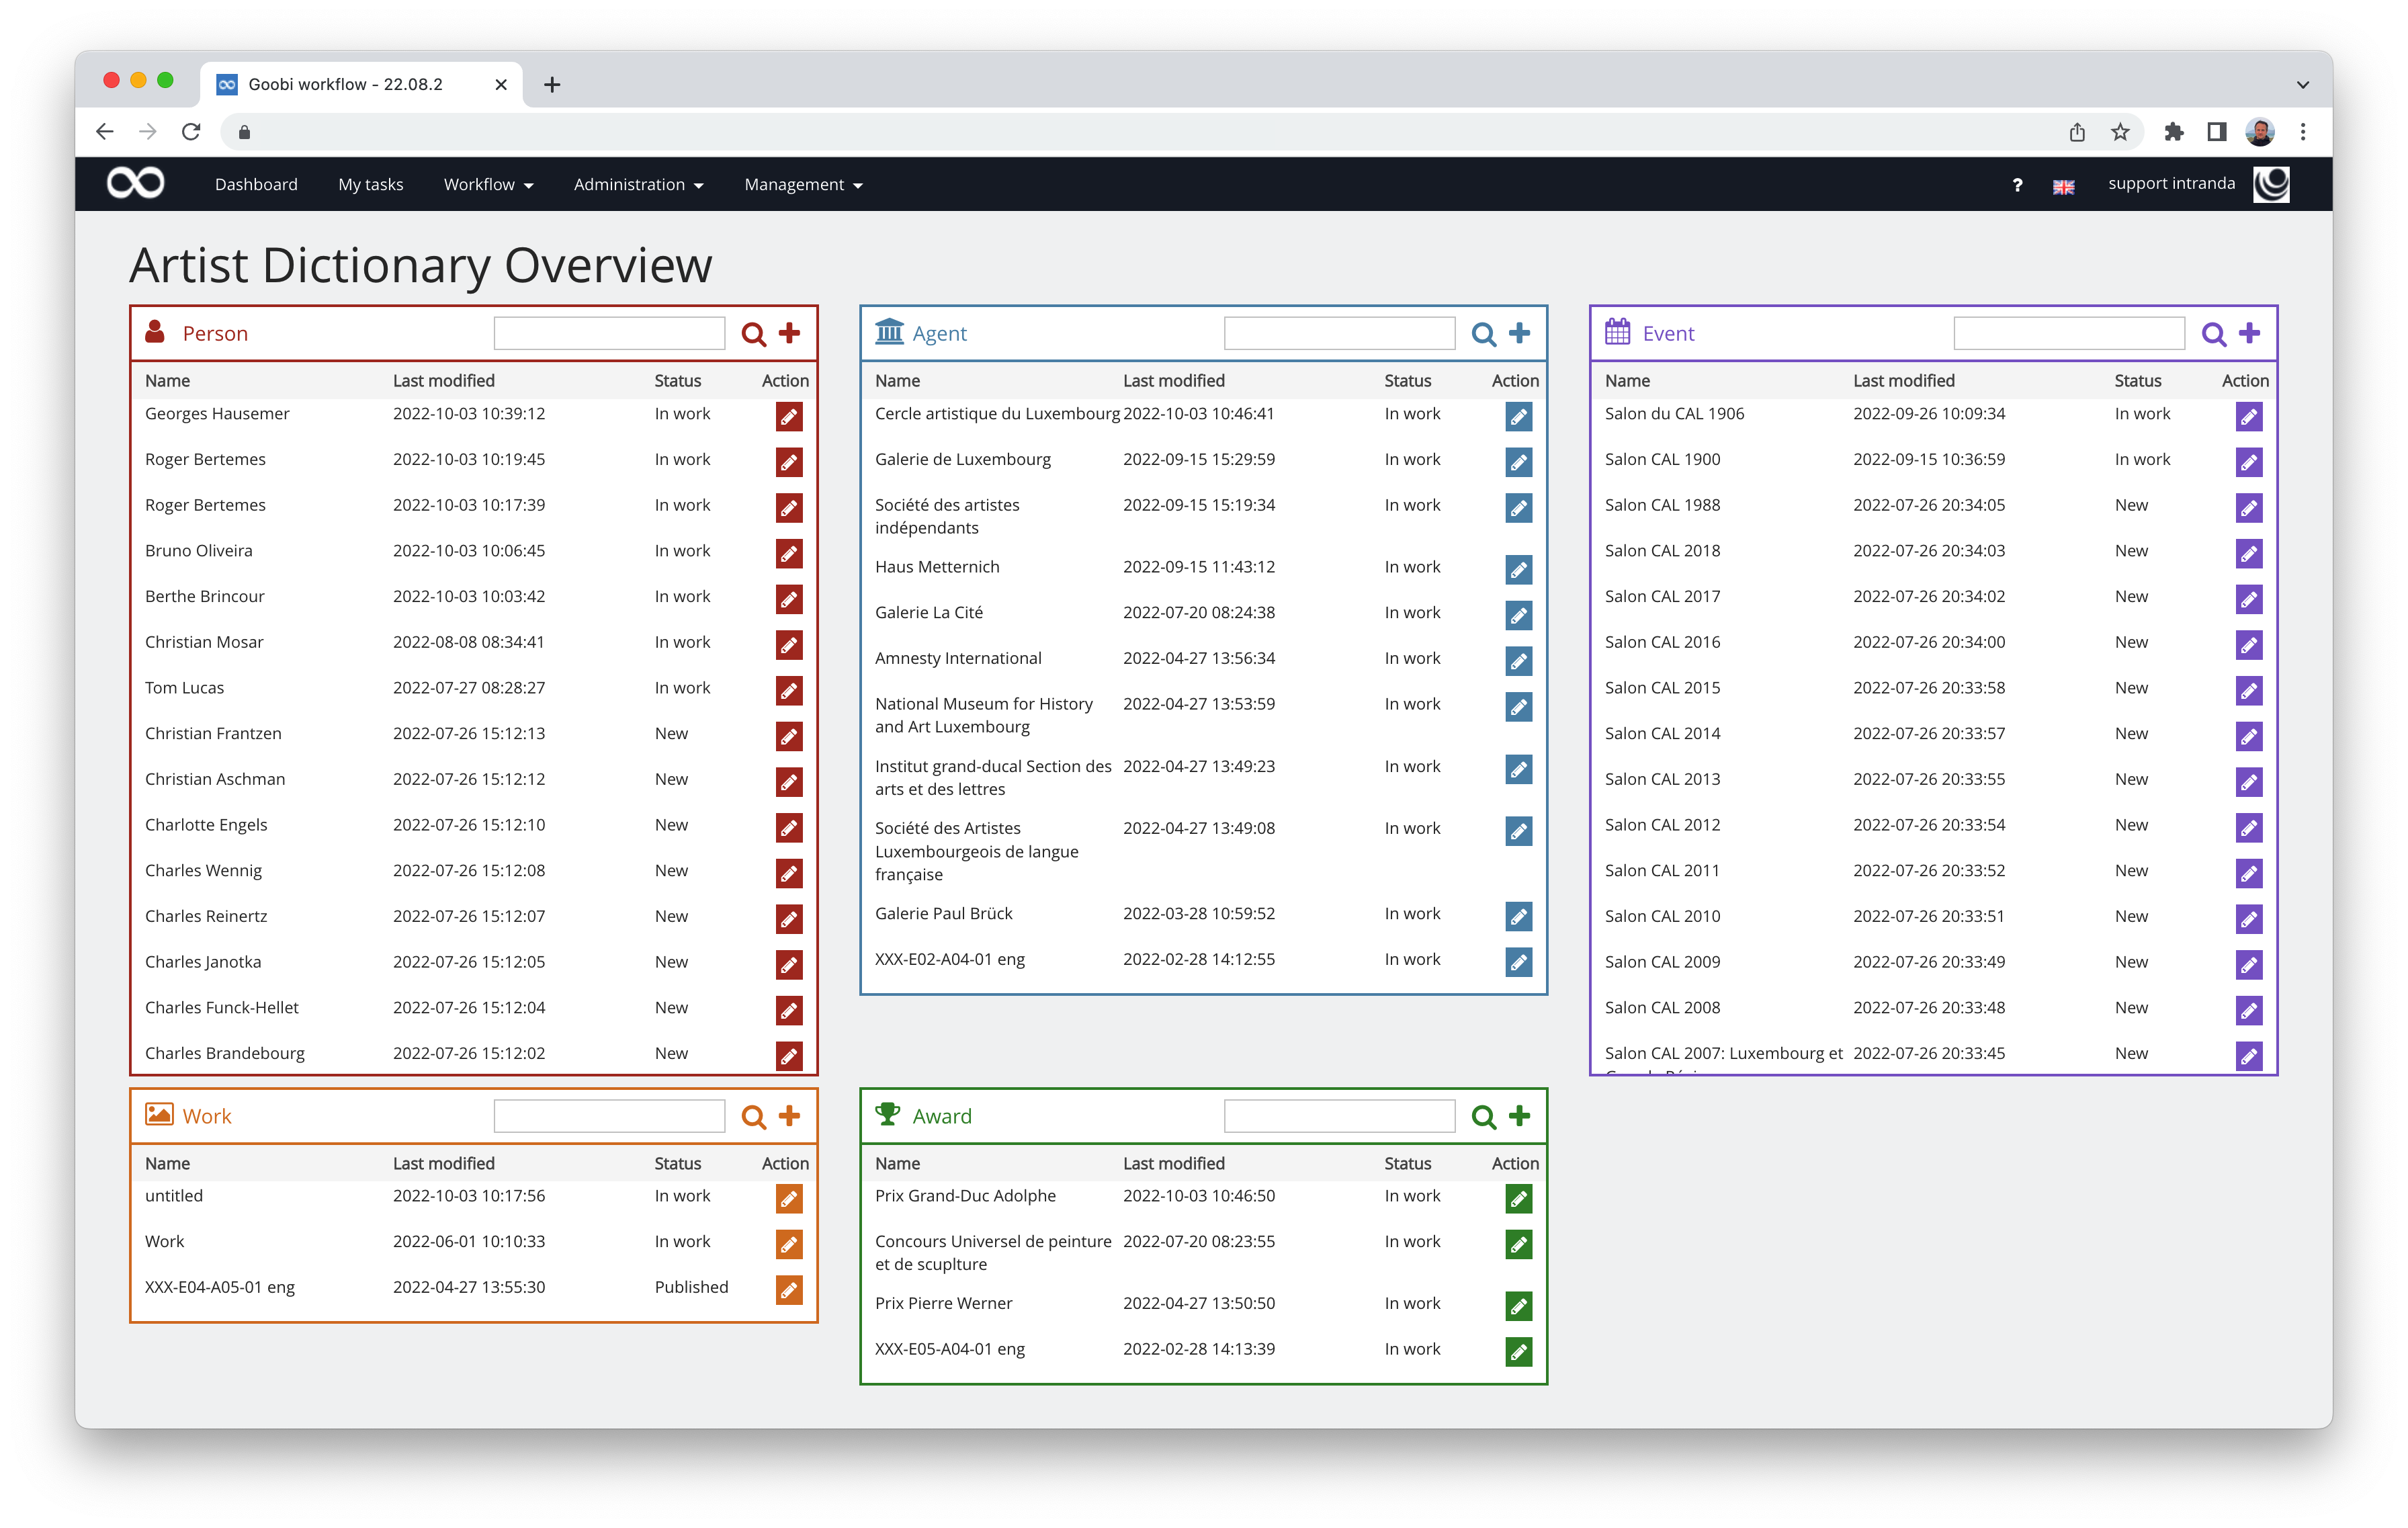 Goobi workflow - 22.08.2
Dashboard My tasks Workflow Administration Management ? support intranda
Artist Dictionary Overview
Person
Name Last modified Status Action
Georges Hausemer 2022-10-03 10:39:12 In work
Roger Bertemes 2022-10-03 10:19:45 In work
Roger Bertemes 2022-10-03 10:17:39 In work
Bruno Oliveira 2022-10-03 10:06:45 In work
Berthe Brincour 2022-10-03 10:03:42 In work
Christian Mosar 2022-08-08 08:34:41 In work
Tom Lucas 2022-07-27 08:28:27 In work
Christian Frantzen 2022-07-26 15:12:13 New
Christian Aschman 2022-07-26 15:12:12 New
Charlotte Engels 2022-07-26 15:12:10 New
Charles Wennig 2022-07-26 15:12:08 New
Charles Reinertz 2022-07-26 15:12:07 New
Charles Janotka 2022-07-26 15:12:05 New
Charles Funck-Hellet 2022-07-26 15:12:04 New
Charles Brandebourg 2022-07-26 15:12:02 New
Agent
Name Last modified Status Action
Cercle artistique du Luxembourg 2022-10-03 10:46:41 In work
Galerie de Luxembourg 2022-09-15 15:29:59 In work
Société des artistes 2022-09-15 15:19:34 In work
indépendants
Haus Metternich 2022-09-15 11:43:12 In work
Galerie La Cité 2022-07-20 08:24:38 In work
Amnesty International 2022-04-27 13:56:34 In work
National Museum for History 2022-04-27 13:53:59 In work
and Art Luxembourg
Institut grand-ducal Section des 2022-04-27 13:49:23 In work
arts et des lettres
Société des Artistes 2022-04-27 13:49:08 In work
Luxembourgeois de langue
française
Galerie Paul Brück 2022-03-28 10:59:52 In work
XXX-E02-A04-01 eng 2022-02-28 14:12:55 In work
Event
Name Last modified Status Action
Salon du CAL 1906 2022-09-26 10:09:34 In work
Salon CAL 1900 2022-09-15 10:36:59 In work
Salon CAL 1988 2022-07-26 20:34:05 New
Salon CAL 2018 2022-07-26 20:34:03 New
Salon CAL 2017 2022-07-26 20:34:02 New
Salon CAL 2016 2022-07-26 20:34:00 New
Salon CAL 2015 2022-07-26 20:33:58 New
Salon CAL 2014 2022-07-26 20:33:57 New
Salon CAL 2013 2022-07-26 20:33:55 New
Salon CAL 2012 2022-07-26 20:33:54 New
Salon CAL 2011 2022-07-26 20:33:52 New
Salon CAL 2010 2022-07-26 20:33:51 New
Salon CAL 2009 2022-07-26 20:33:49 New
Salon CAL 2008 2022-07-26 20:33:48 New
Salon CAL 2007: Luxembourg et 2022-07-26 20:33:45 New
Work
Name Last modified Status Action
untitled 2022-10-03 10:17:56 In work
Work 2022-06-01 10:10:33 In work
XXX-E04-A05-01 eng 2022-04-27 13:55:30 Published
Award
Name Last modified Status Action
Prix Grand-Duc Adolphe 2022-10-03 10:46:50 In work
Concours Universel de peinture 2022-07-20 08:23:55 In work
et de scuplture
Prix Pierre Werner 2022-04-27 13:50:50 In work
XXX-E05-A04-01 eng 2022-02-28 14:13:39 In work